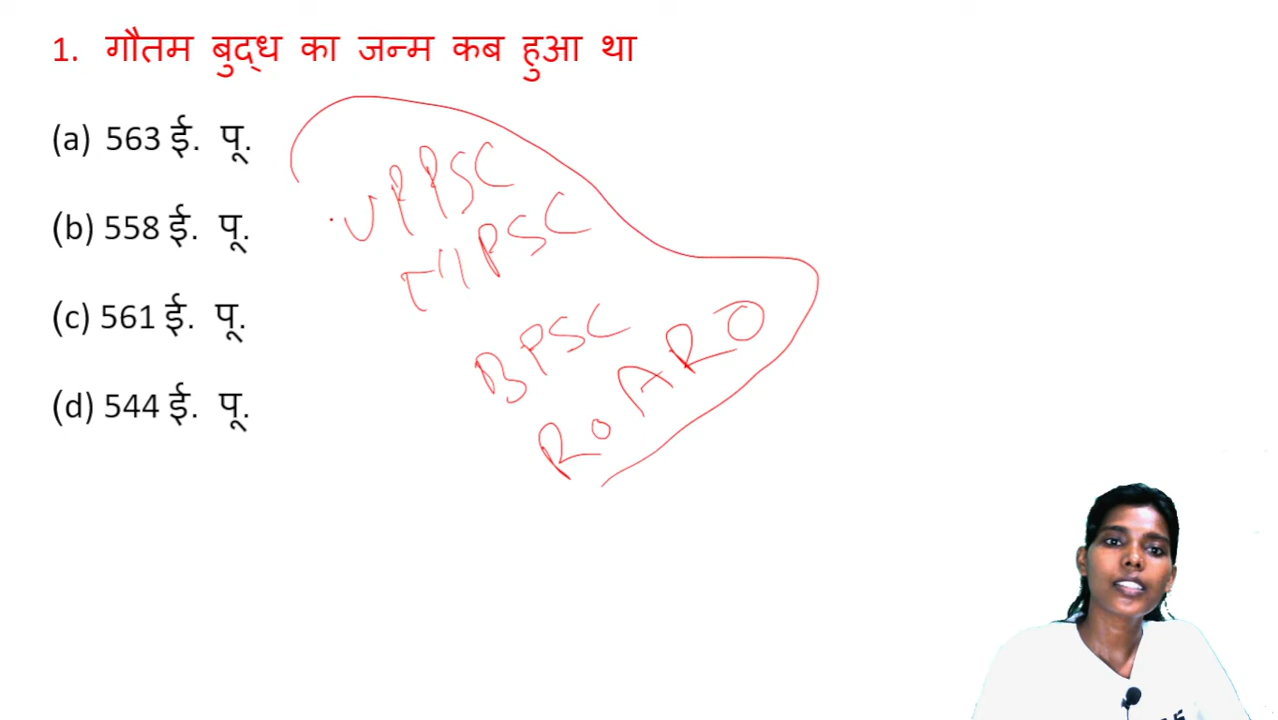 1. गौतम बुद्ध का जन्म कब हुआ था
(a) 563 ई. पू.
(b) 558 ई. पू.
(c) 561 ई. पू.
(d) 544 ई. पू.
UPPSC
MPSC
BPSC
RO ARO